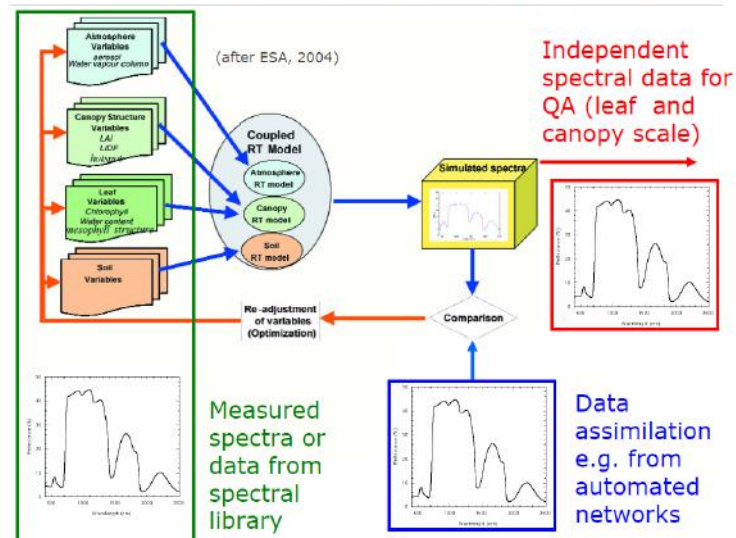 Atmosphere
Variables
aerosol
Water vapour column
Canopy Structure
Variables
LAI
LIDF
Leaf
Variables
Chlorophyll
Water content
mesophyll structure
Soil
Variables
(after ESA, 2004)
Coupled
RT Model
Atmosphere
RT model
Canopy
RT model
Soil
RT model
Simulated spectra
Independent
spectral data for
QA (leaf and
canopy scale)
Re-adjustment
of variables
(Optimization)
Comparison
Measured
spectra or
data from
spectral
library
Data
assimilation
e.g. from
automated
networks